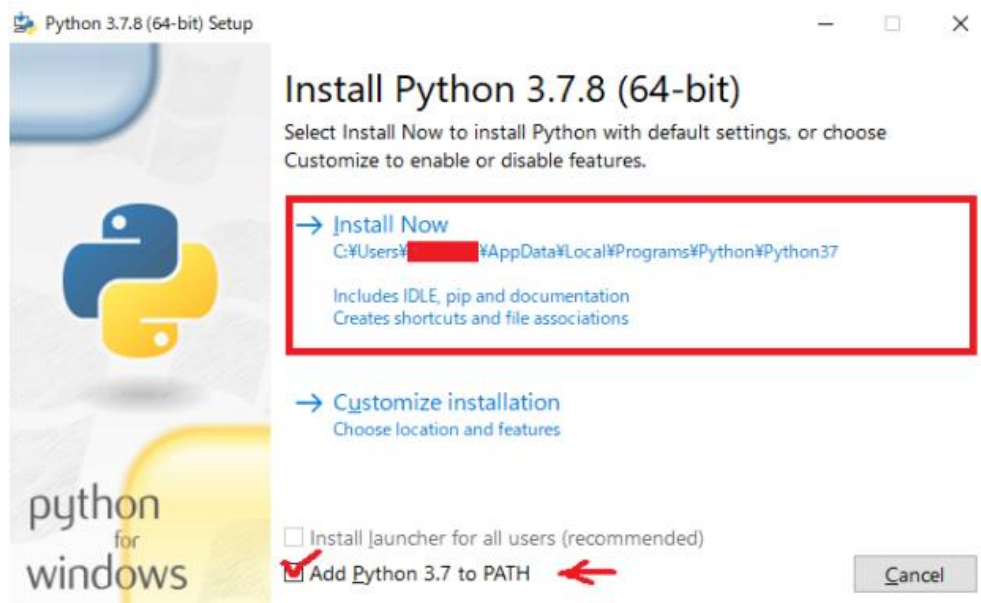 Python 3.7.8 (64-bit) Setup
Install Python 3.7.8 (64-bit)
Select Install Now to install Python with default settings, or choose
Customize to enable or disable features.
Install Now
C:¥Users¥ ¥AppData¥Local¥Programs¥Python¥Python37
Includes IDLE, pip and documentation
Creates shortcuts and file associations
Customize installation
Choose location and features
python
for
windows
Install launcher for all users (recommended)
Add Python 3.7 to PATH
Cancel